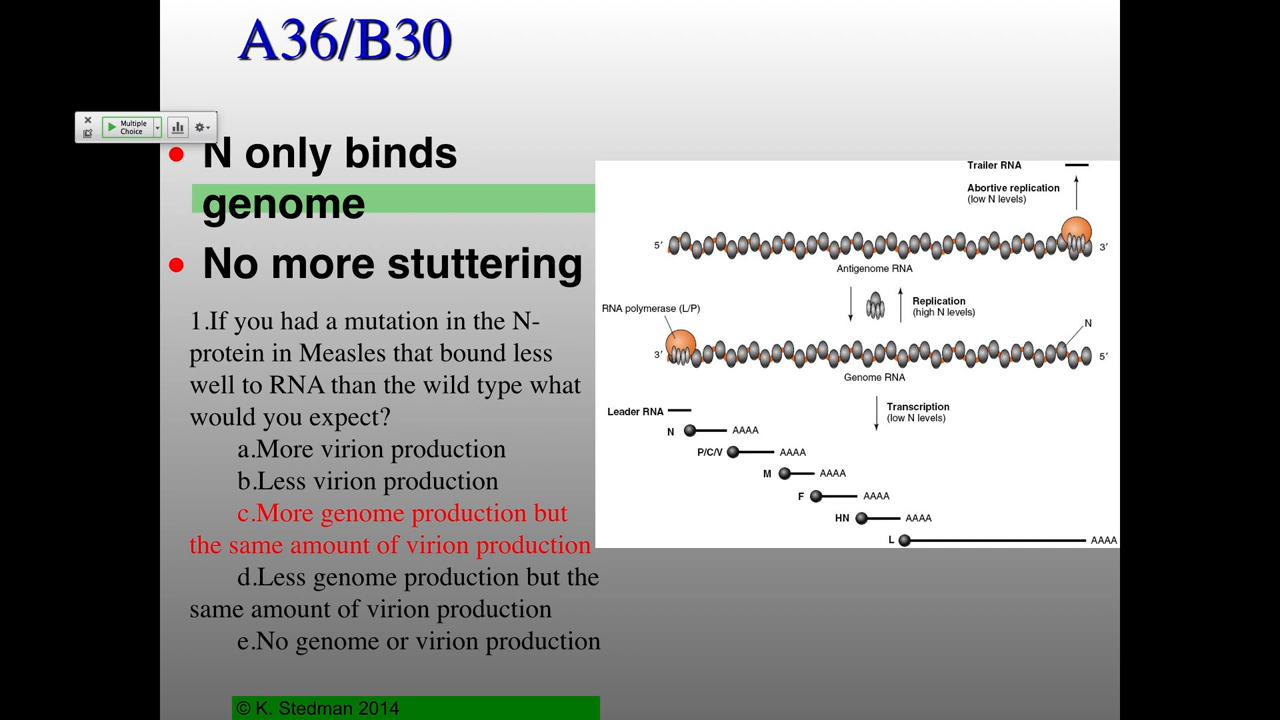 A36/B30
Multiple
Choice
N only binds
genome
No more stuttering
1.If you had a mutation in the N-
protein in Measles that bound less
well to RNA than the wild type what
would you expect?
a.More virion production
b.Less virion production
c.More genome production but
the same amount of virion production
d.Less genome production but the
same amount of virion production
e.No genome or virion production
© K. Stedman 2014
Trailer RNA
Abortive replication
(low N levels)
5′ 3′
Antigenome RNA
RNA polymerase (L/P)
Replication
(high N levels)
N
3′ 5′
Genome RNA
Transcription
(low N levels)
Leader RNA
N AAAA
P/C/V AAAA
M AAAA
F AAAA
HN AAAA
L AAAA